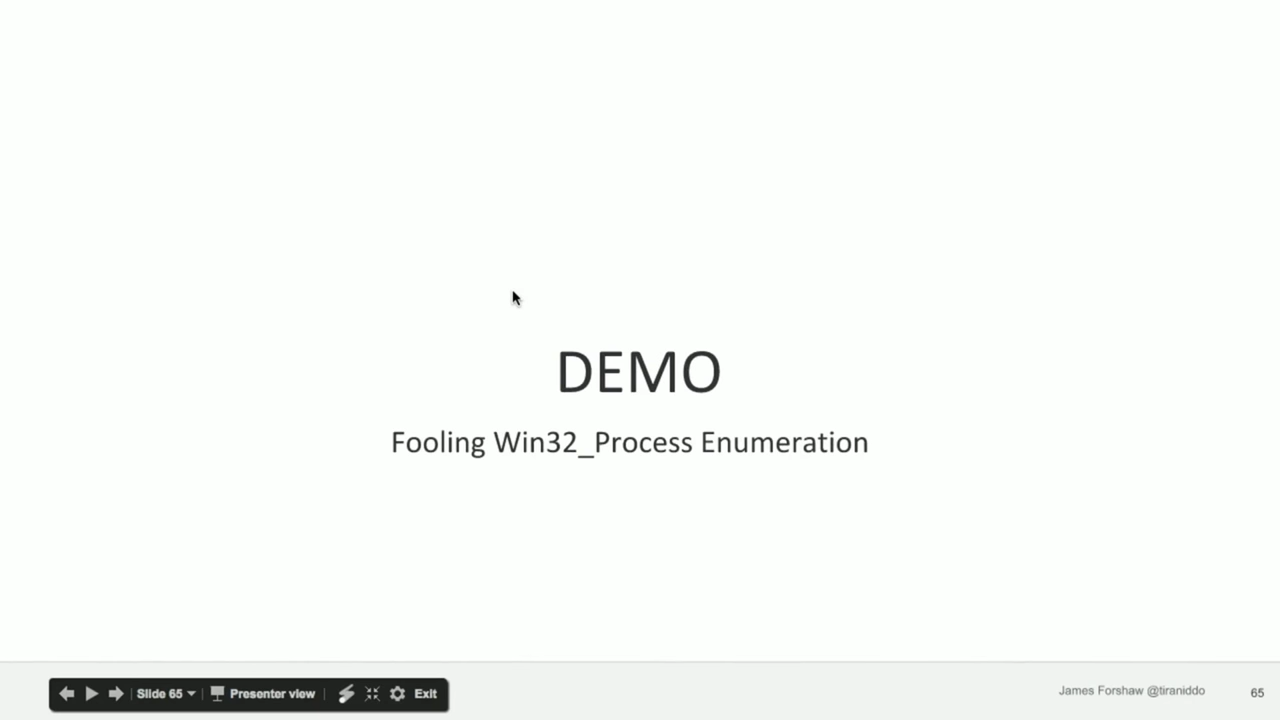 DEMO
Fooling Win32_Process Enumeration
Slide 65
Presenter view
Exit
James Forshaw @tiraniddo
65